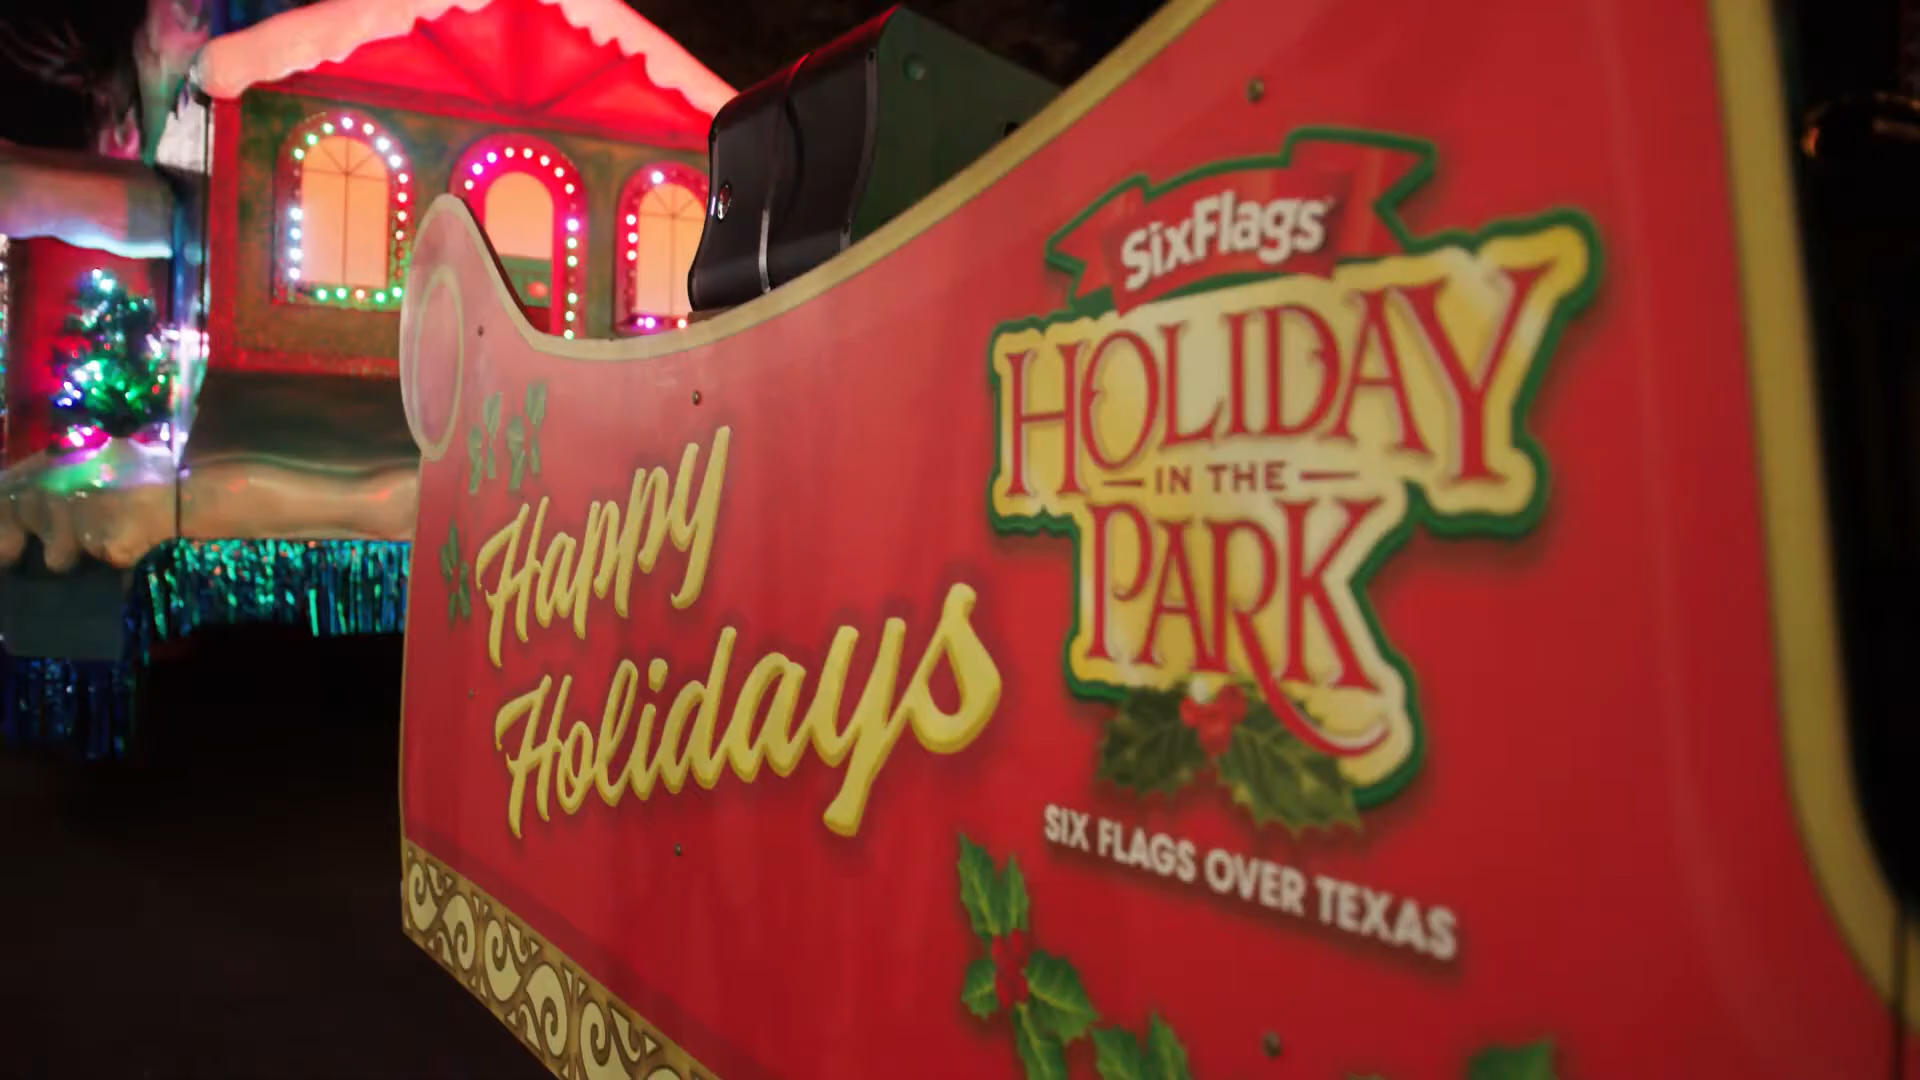 Happy
Holidays
SixFlags
HOLIDAY
IN THE
PARK
SIX FLAGS OVER TEXAS